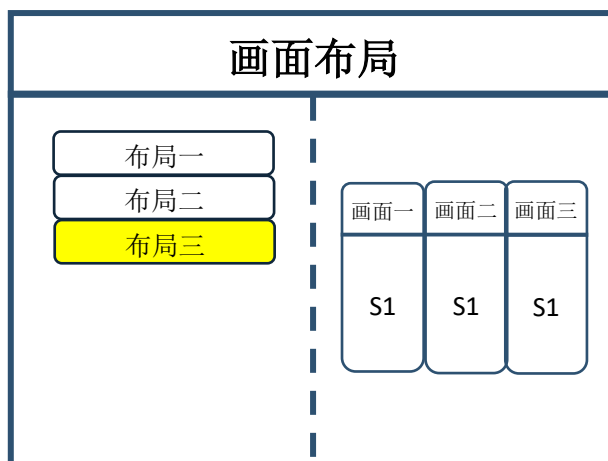 画面布局
布局一
布局二
布局三
画面一 画面二 画面三
S1 S1 S1